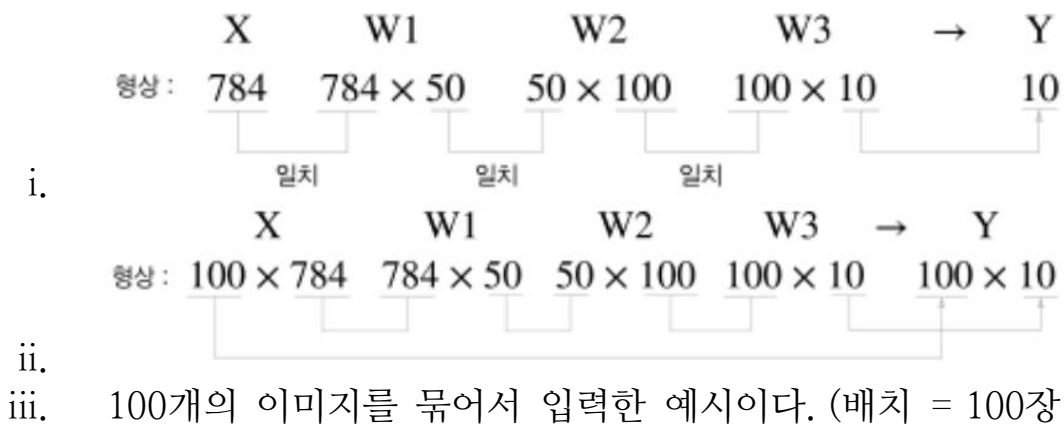 X W1 W2 W3 → Y
형상 : 784 784 × 50 50 × 100 100 × 10 10
일치 일치 일치
i.
X W1 W2 W3 → Y
형상 : 100 × 784 784 × 50 50 × 100 100 × 10 100 × 10
ii.
iii. 100개의 이미지를 묶어서 입력한 예시이다. (배치 = 100장